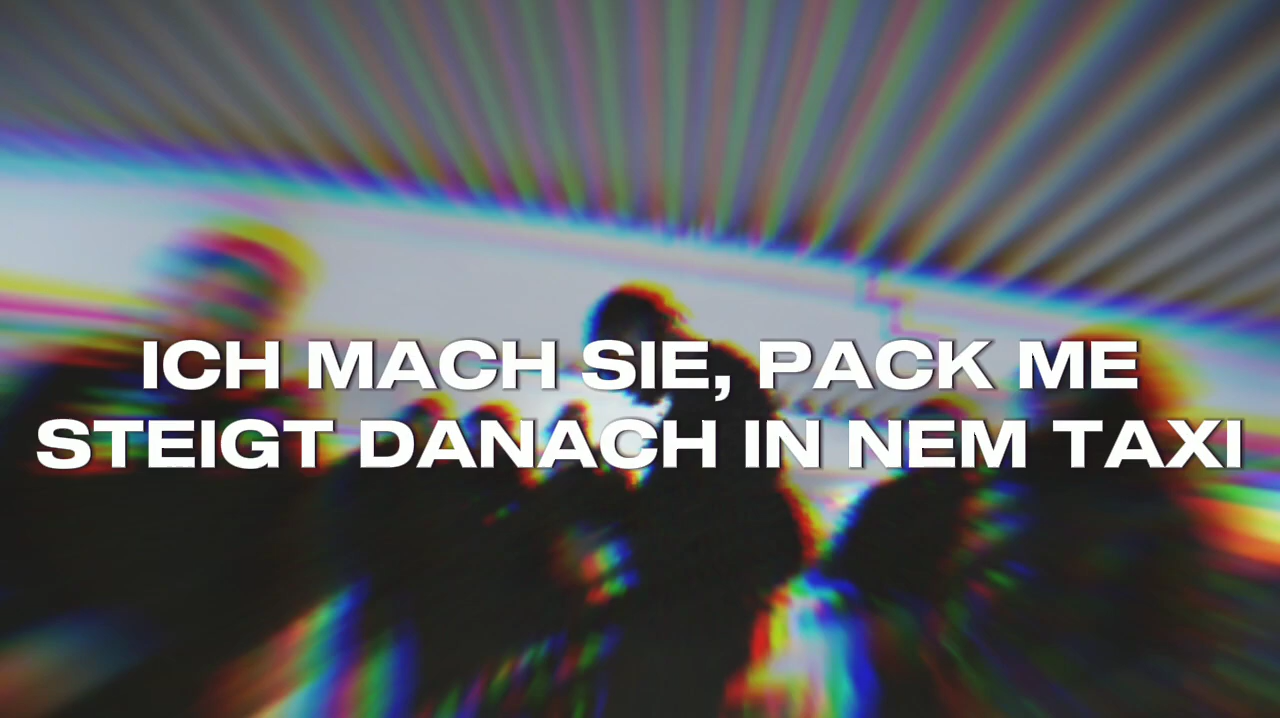 ICH MACH SIE, PACK ME
STEIGT DANACH IN NEM TAXI